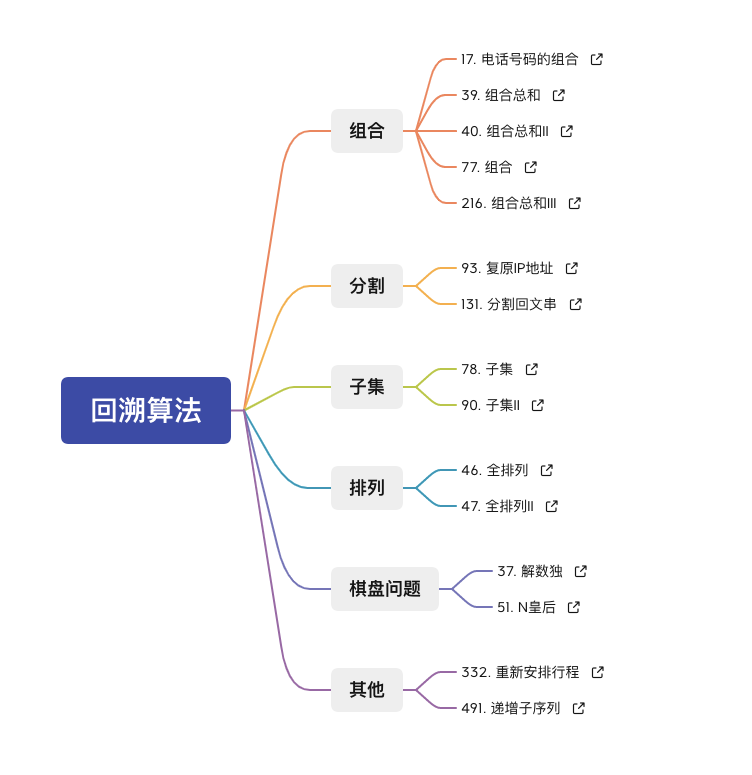 回溯算法
组合
17. 电话号码的组合
39. 组合总和
40. 组合总和II
77. 组合
216. 组合总和III
分割
93. 复原IP地址
131. 分割回文串
子集
78. 子集
90. 子集II
排列
46. 全排列
47. 全排列II
棋盘问题
37. 解数独
51. N皇后
其他
332. 重新安排行程
491. 递增子序列